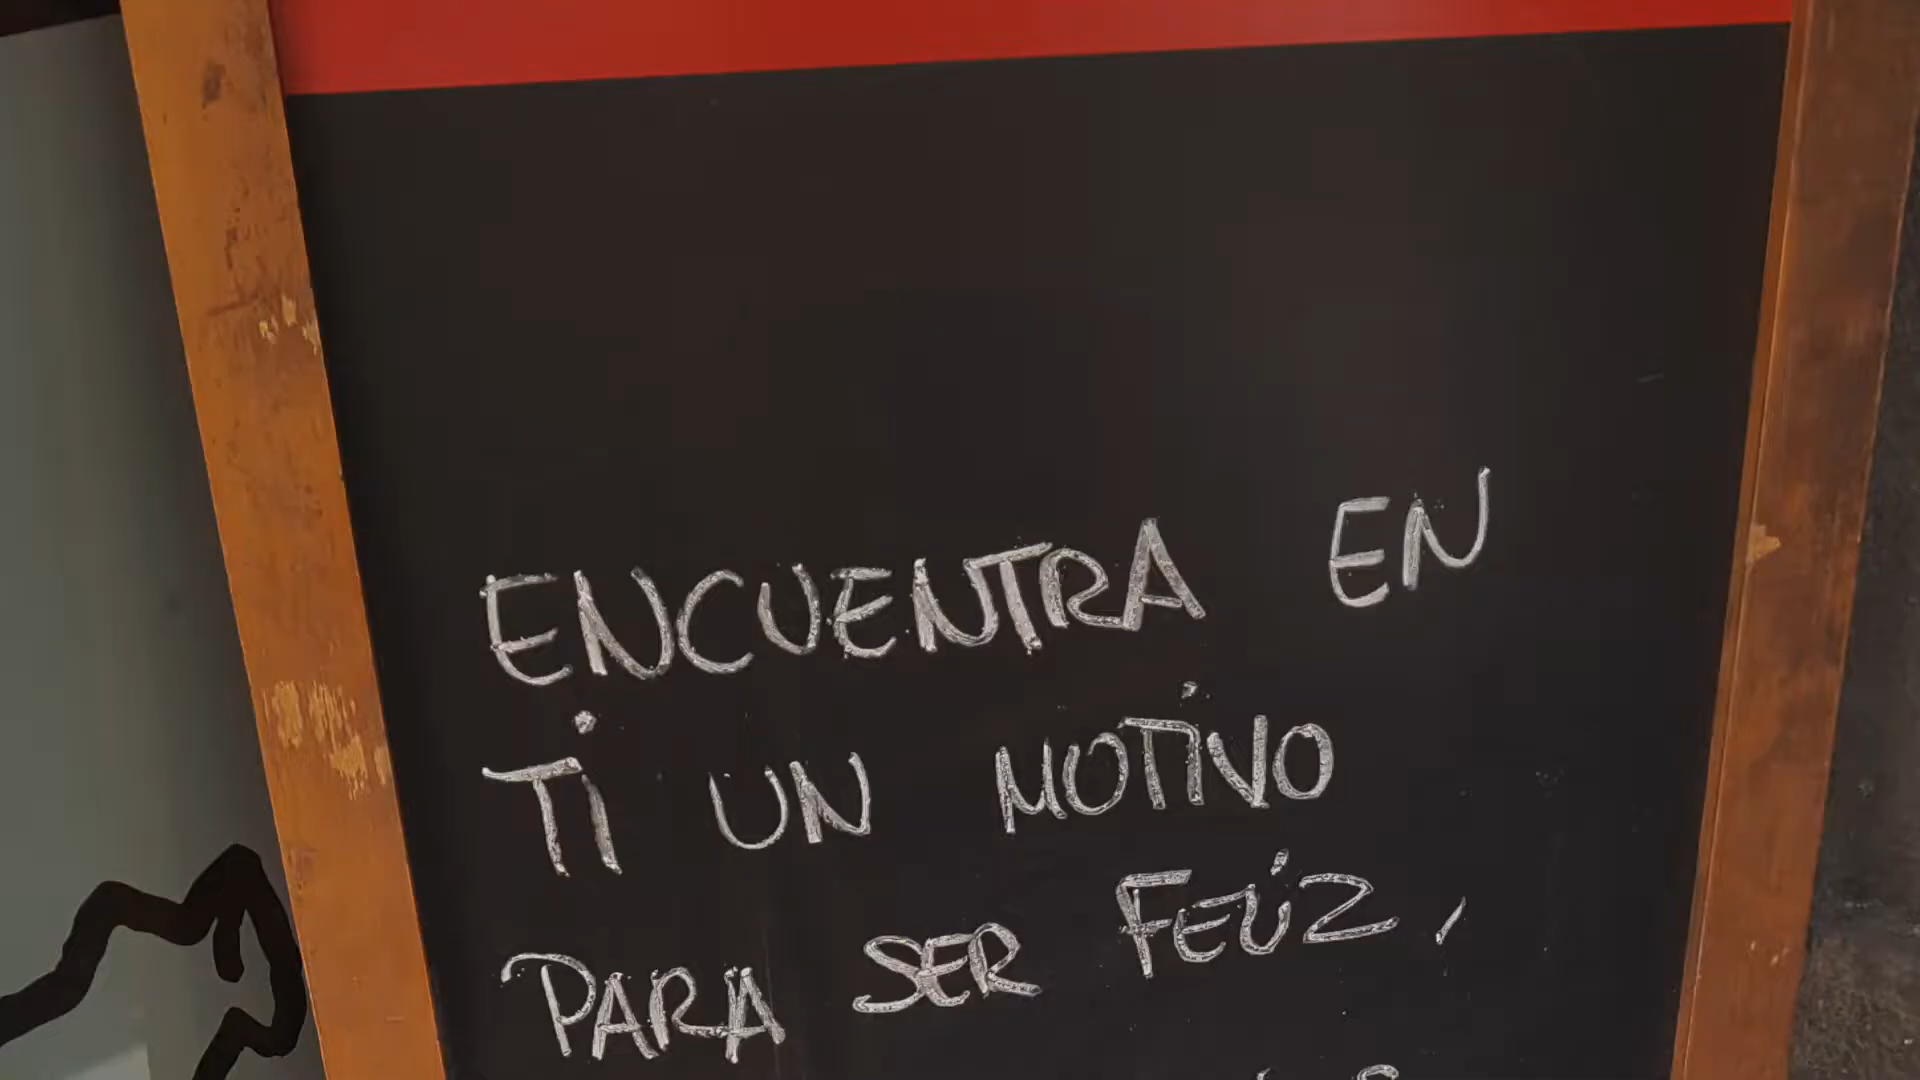 ENCUENTRA EN
TI UN MOTIVO
PARA SER FELIZ,